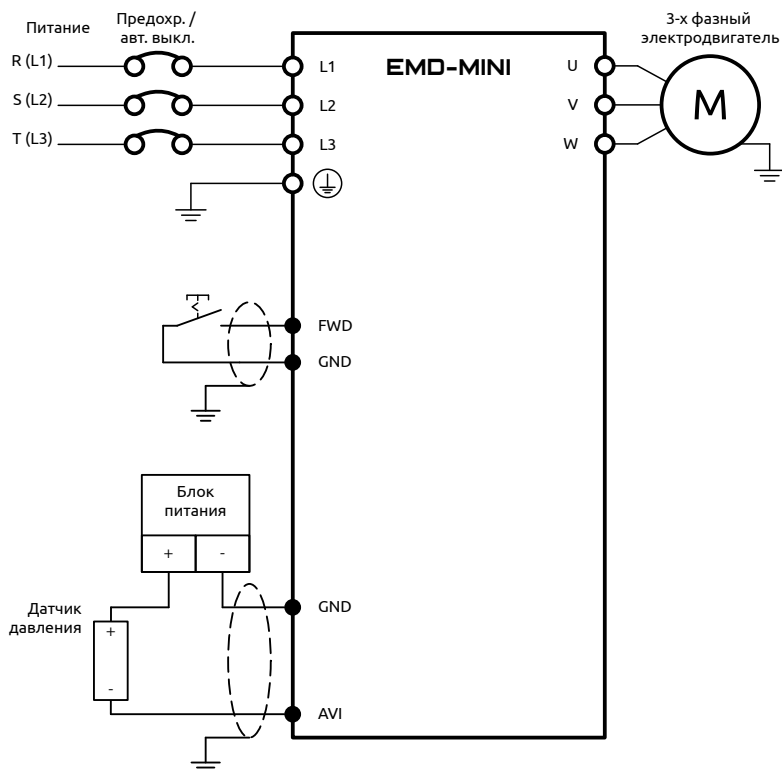 Питание
Предохр. /
авт. выкл.
3-х фазный
электродвигатель
R (L1)
L1
EMD-MINI
U
S (L2)
L2
V
M
T (L3)
L3
W
FWD
GND
Блок
питания
+ -
GND
Датчик
давления
+
-
AVI